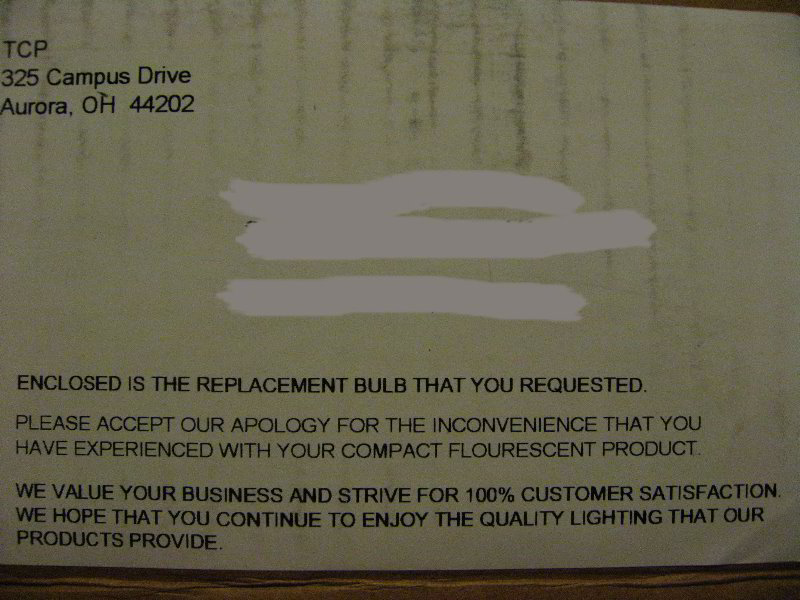 TCP
325 Campus Drive
Aurora, OH 44202
ENCLOSED IS THE REPLACEMENT BULB THAT YOU REQUESTED.
PLEASE ACCEPT OUR APOLOGY FOR THE INCONVENIENCE THAT YOU
HAVE EXPERIENCED WITH YOUR COMPACT FLOURESCENT PRODUCT.
WE VALUE YOUR BUSINESS AND STRIVE FOR 100% CUSTOMER SATISFACTION.
WE HOPE THAT YOU CONTINUE TO ENJOY THE QUALITY LIGHTING THAT OUR
PRODUCTS PROVIDE.